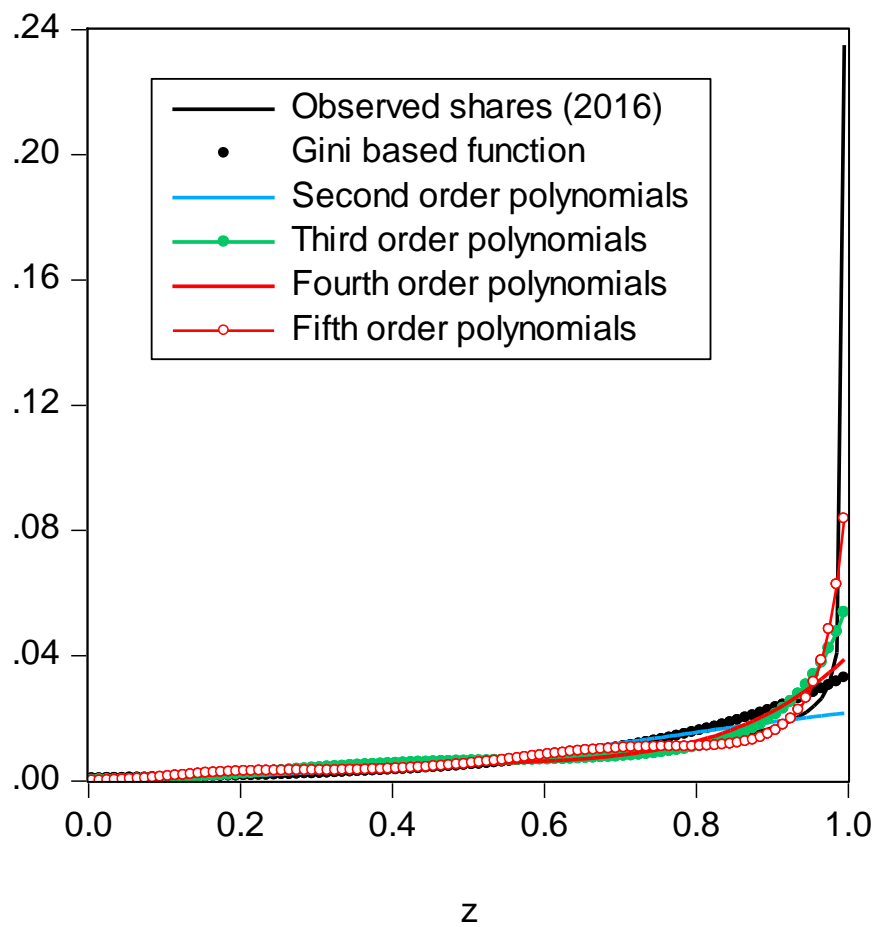 .24
.20
.16
.12
.08
.04
.00
Observed shares (2016)
Gini based function
Second order polynomials
Third order polynomials
Fourth order polynomials
Fifth order polynomials
0.0 0.2 0.4 0.6 0.8 1.0
z